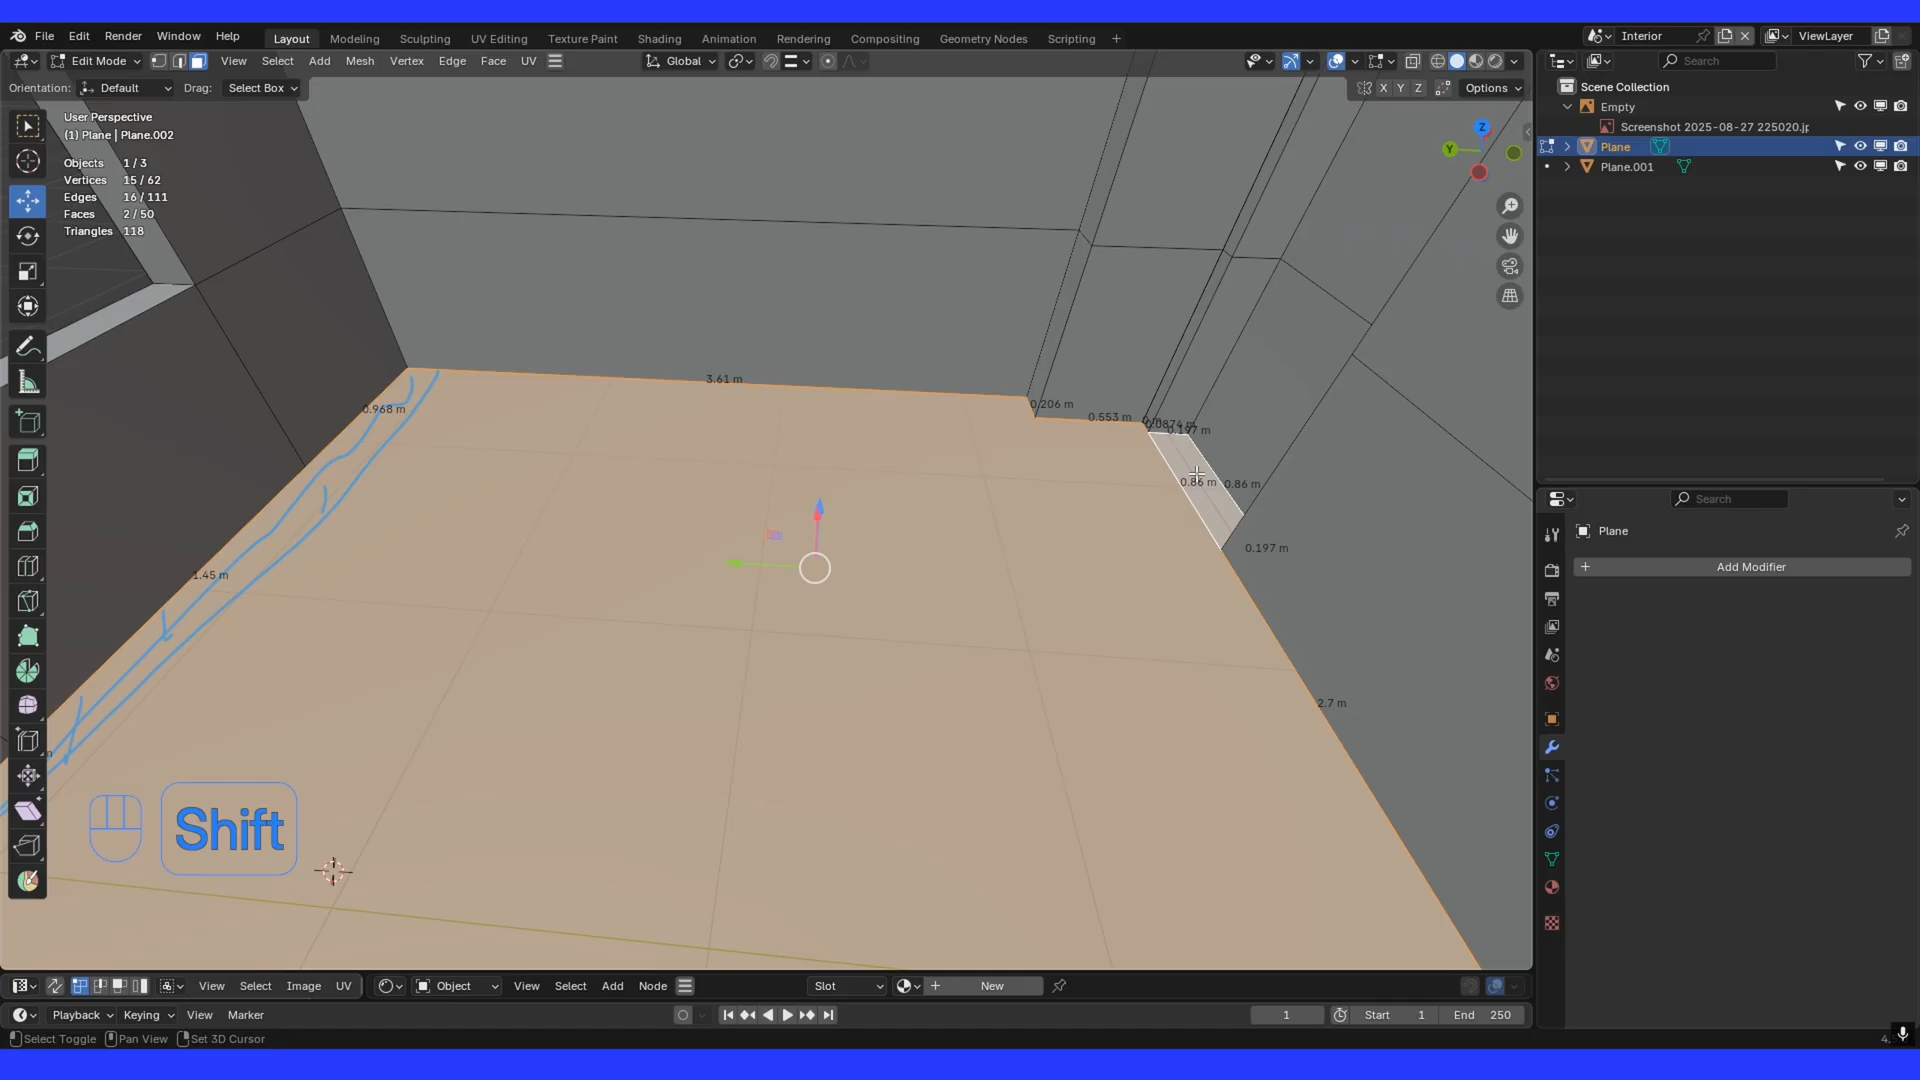 File Edit Render Window Help Layout Modeling Sculpting UV Editing Texture Paint Shading Animation Rendering Compositing Geometry Nodes Scripting + Interior ViewLayer
Edit Mode View Select Add Mesh Vertex Edge Face UV Global Search
Orientation: Default Drag: Select Box X Y Z Options
Scene Collection
Empty
Screenshot 2025-08-27 225020.jp
Plane
Plane.001
User Perspective
(1) Plane | Plane.002
Objects 1 / 3
Vertices 15 / 62
Edges 16 / 111
Faces 2 / 50
Triangles 118
Z
Y
3.61 m
0.968 m
0.206 m
0.553 m
0.0874 m
0.197 m
0.86 m
0.86 m
0.197 m
1.45 m
2.7 m
Shift
Search
Plane
+ Add Modifier
View Select Image UV Object View Select Add Node Slot + New
Playback Keying View Marker 1 Start 1 End 250
Select Toggle Pan View Set 3D Cursor